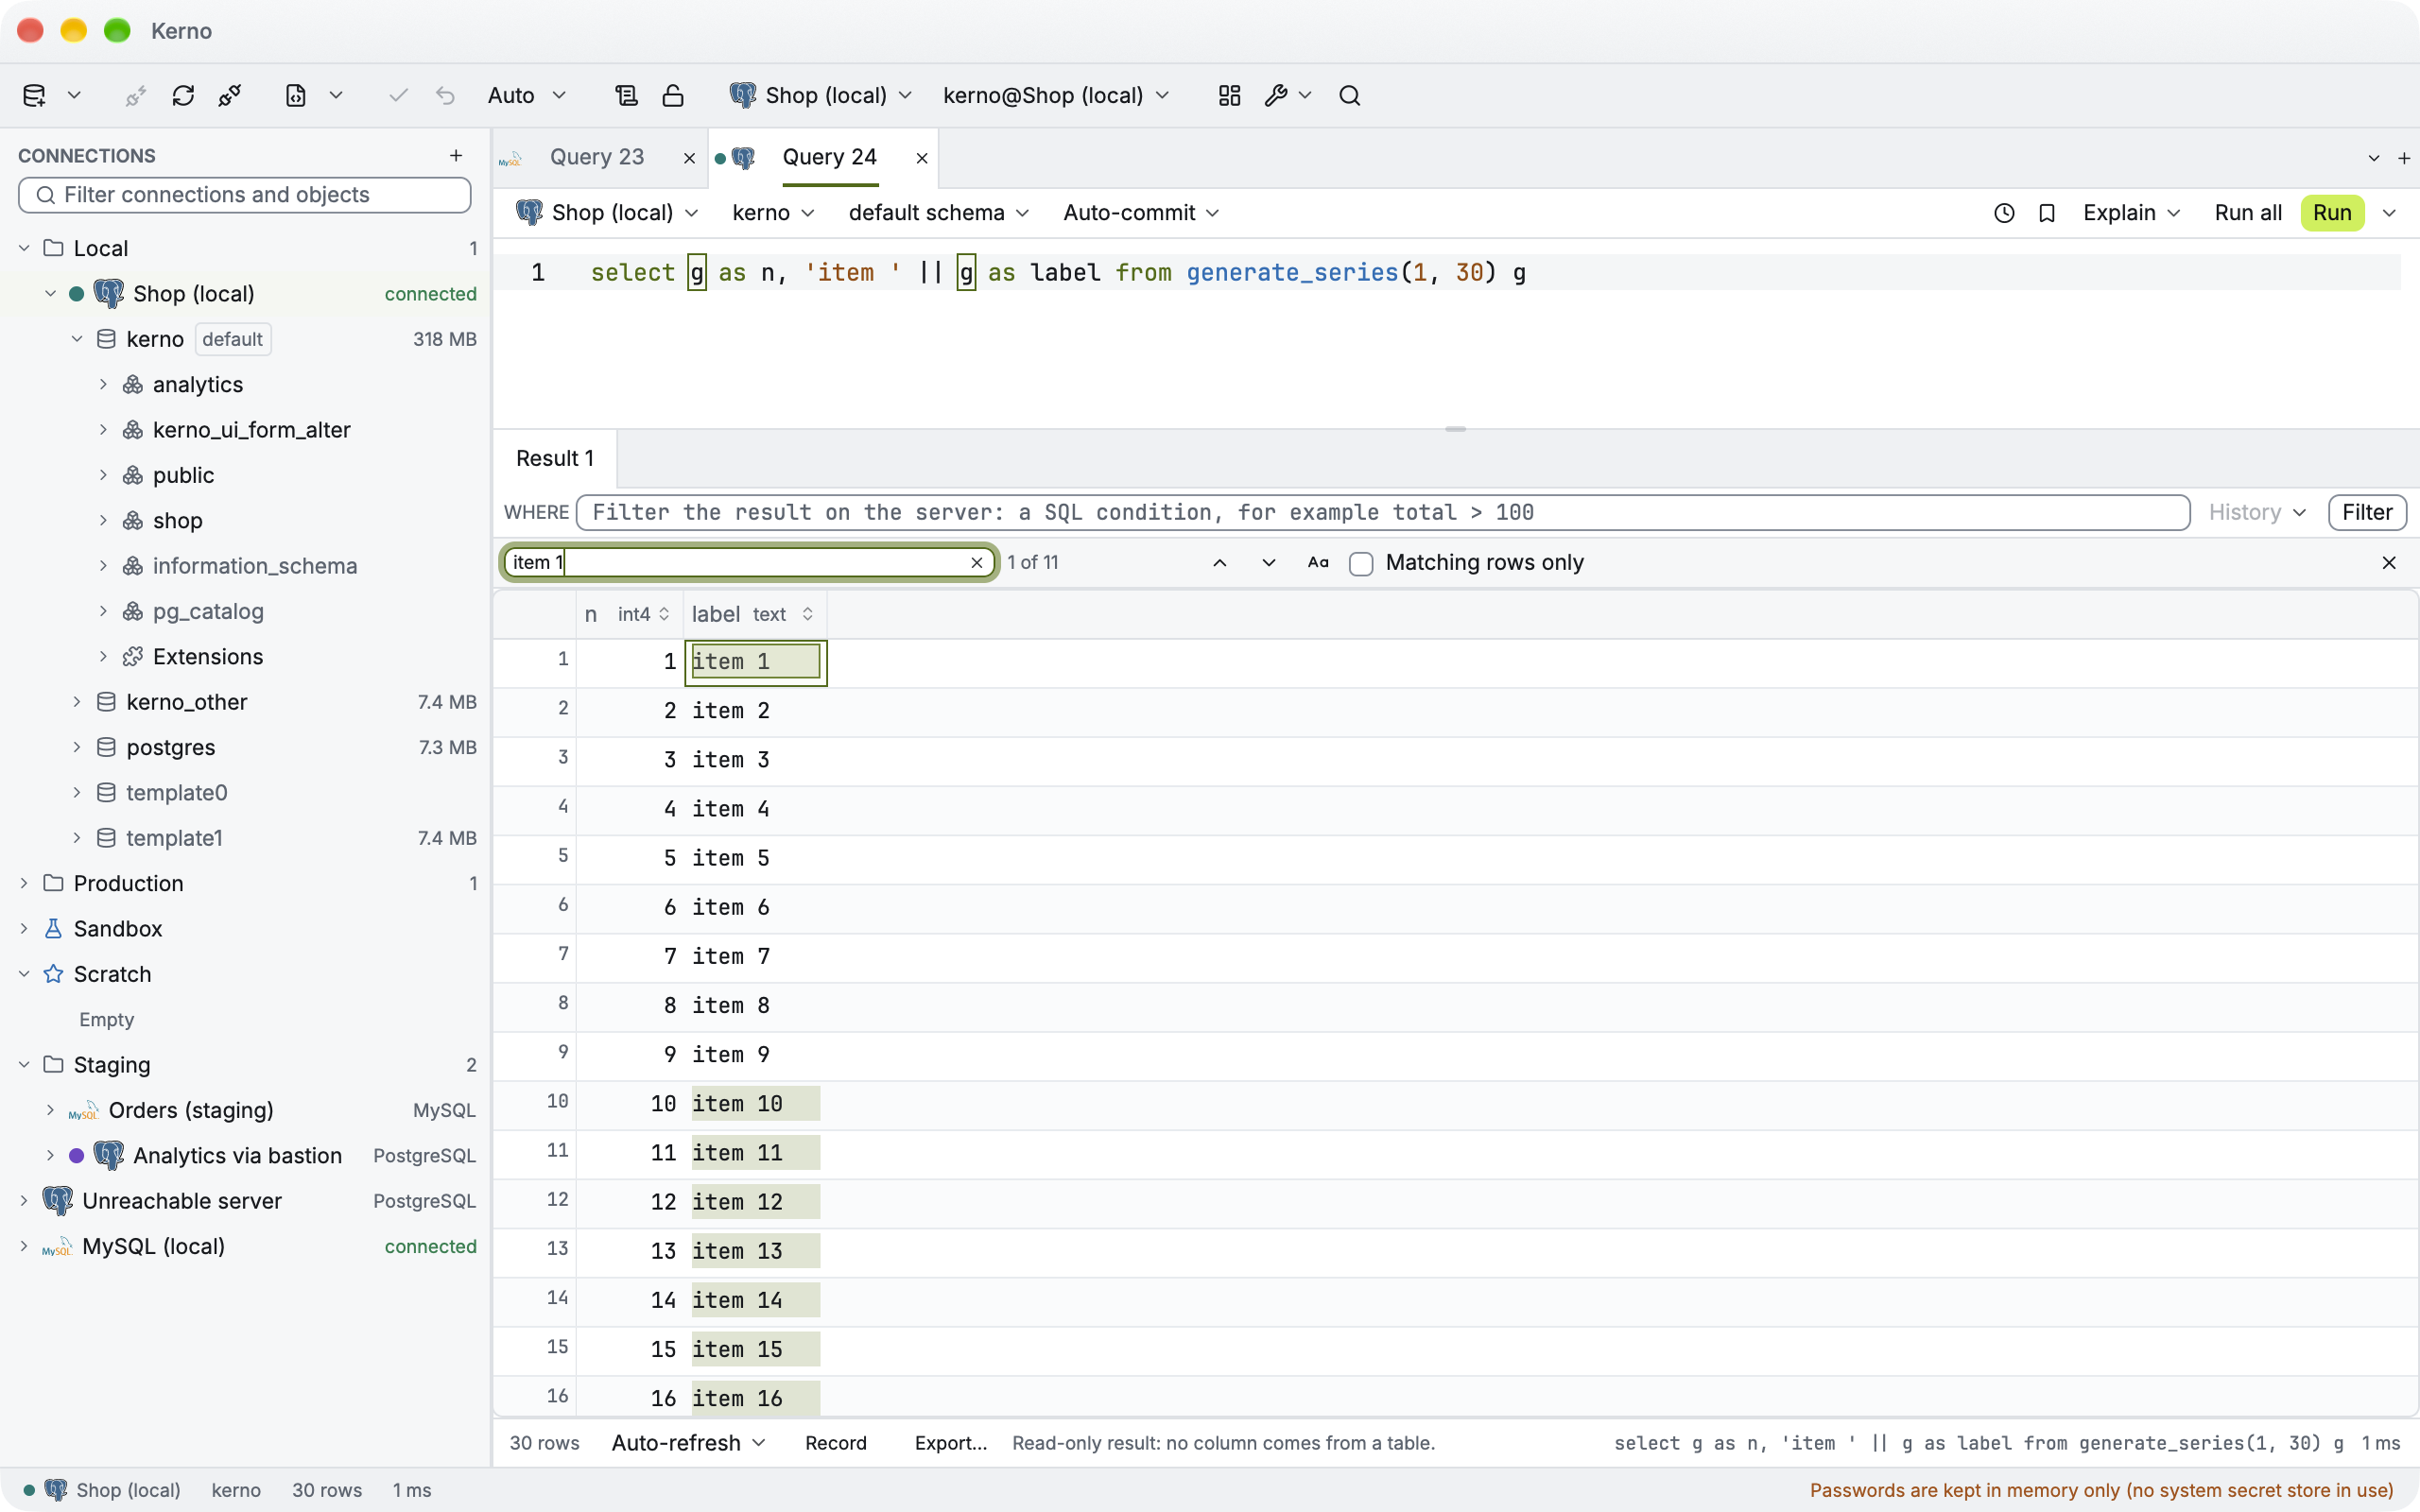 Kerno
Auto
Shop (local)
kerno@Shop (local)
CONNECTIONS
Filter connections and objects
Local 1
Shop (local) connected
kerno default 318 MB
analytics
kerno_ui_form_alter
public
shop
information_schema
pg_catalog
Extensions
kerno_other 7.4 MB
postgres 7.3 MB
template0
template1 7.4 MB
Production 1
Sandbox
Scratch
Empty
Staging 2
MySQL Orders (staging) MySQL
Analytics via bastion PostgreSQL
Unreachable server PostgreSQL
MySQL MySQL (local) connected
MySQL Query 23
Query 24
Shop (local) kerno default schema Auto-commit Explain Run all Run
1 select g as n, 'item ' || g as label from generate_series(1, 30) g
Result 1
WHERE Filter the result on the server: a SQL condition, for example total > 100 History Filter
item 1 1 of 11 Aa Matching rows only
n int4 label text
1 1 item 1
2 2 item 2
3 3 item 3
4 4 item 4
5 5 item 5
6 6 item 6
7 7 item 7
8 8 item 8
9 9 item 9
10 10 item 10
11 11 item 11
12 12 item 12
13 13 item 13
14 14 item 14
15 15 item 15
16 16 item 16
30 rows Auto-refresh Record Export... Read-only result: no column comes from a table. select g as n, 'item ' || g as label from generate_series(1, 30) g 1 ms
Shop (local) kerno 30 rows 1 ms Passwords are kept in memory only (no system secret store in use)